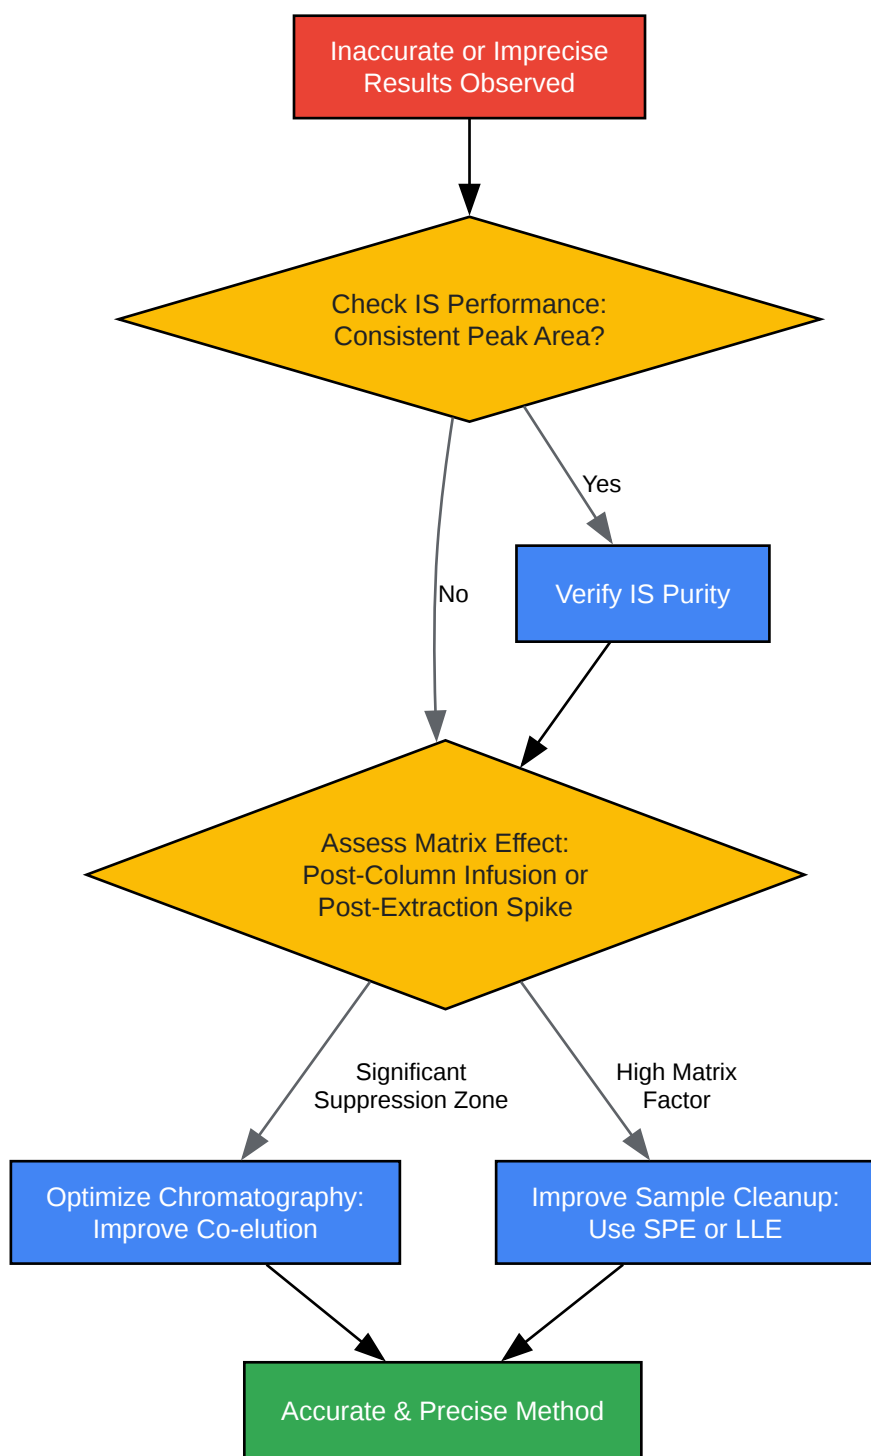 Inaccurate or Imprecise
Results Observed
Check IS Performance:
Consistent Peak Area?
Yes
Verify IS Purity
No
Assess Matrix Effect:
Post-Column Infusion or
Post-Extraction Spike
Significant
Suppression Zone
High Matrix
Factor
Optimize Chromatography:
Improve Co-elution
Improve Sample Cleanup:
Use SPE or LLE
Accurate & Precise Method